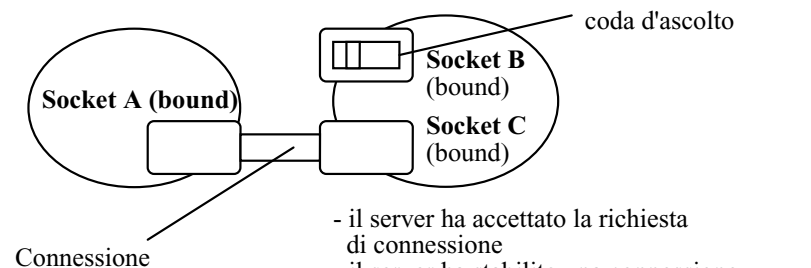 coda d'ascolto
Socket B
(bound)
Socket A (bound)
Socket C
(bound)
- il server ha accettato la richiesta
di connessione
Connessione